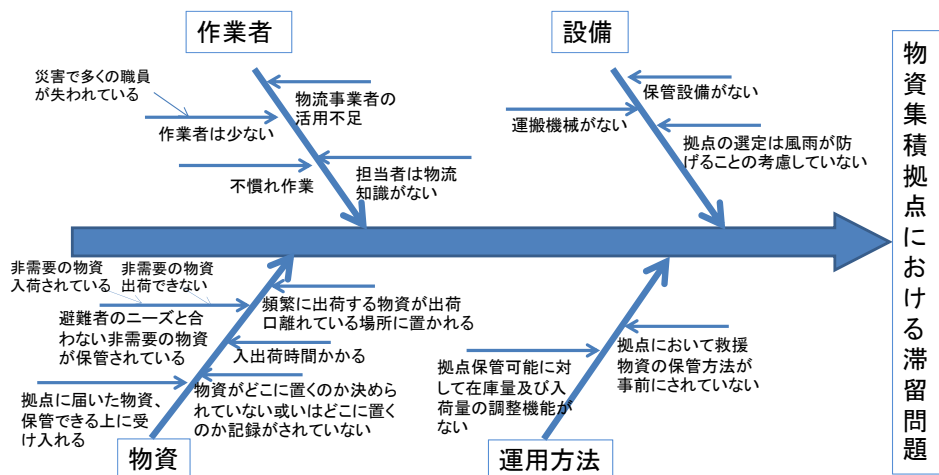 作業者
設備
災害で多くの職員
が失われている
作業者は少ない
物流事業者の
活用不足
不慣れ作業
担当者は物流
知識がない
保管設備がない
運搬機械がない
拠点の選定は風雨が防
げることの考慮していない
物資集積拠点における滞留問題
非需要の物資
入荷されている
非需要の物資
出荷できない
避難者のニーズと合
わない非需要の物資
が保管されている
頻繁に出荷する物資が出荷
口離れている場所に置かれる
入出荷時間かかる
拠点に届いた物資、
保管できる上に受
け入れる
物資がどこに置くのか決め
られていない或いはどこに置く
のか記録がされていない
拠点保管可能に対
して在庫量及び入
荷量の調整機能が
ない
拠点において救援
物資の保管方法が
事前にされていない
物資
運用方法